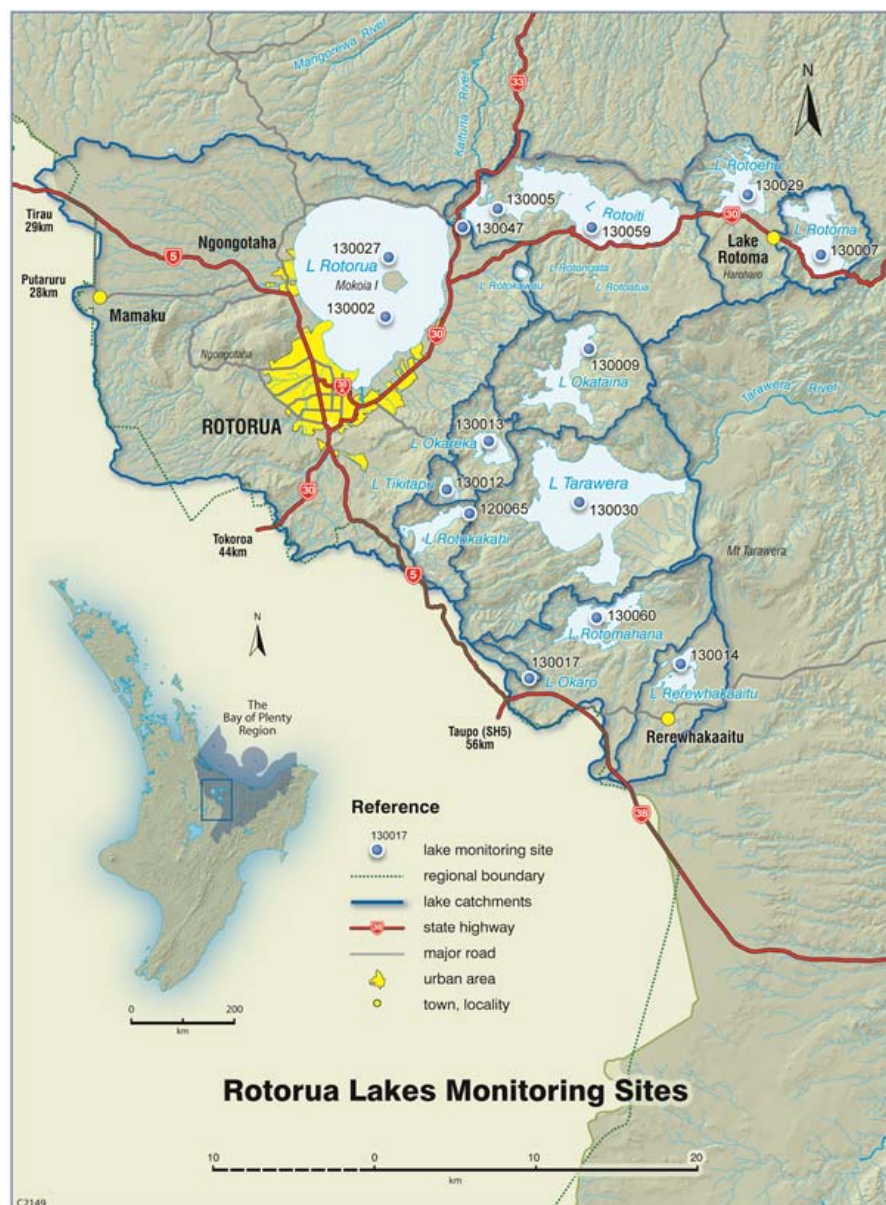 Mangorewa River
Kaituna River
33
N
L Rotoehu
130029
130005
L Rotoiti
30
L Rotoma
Tirau
29km
Ngongotaha
130047
130059
Lake
Rotoma
130007
5
130027
L Rotorua
Haroharo
Putaruru
28km
Mokoia I
L Rotokawau
L Rotongata
L Rotoatua
Mamaku
130002
30
Ngongotaha
130009
L Okataina
Tarawera River
30
A
ROTORUA
130013
L Okareka
L Tikitapu
130012
L Tarawera
30
120065
130030
Tokoroa
44km
L Rotokakahi
Mt Tarawera
5
130060
L Rotomahana
N
130014
130017
L Okaro
L Rerewhakaaitu
The
Bay of Plenty
Region
Taupo (SH5)
56km
Rerewhakaaitu
Reference
38
130017
lake monitoring site
regional boundary
lake catchments
38
state highway
major road
urban area
town, locality
0 200
km
Rotorua Lakes Monitoring Sites
10 0 10 20
km
C2149